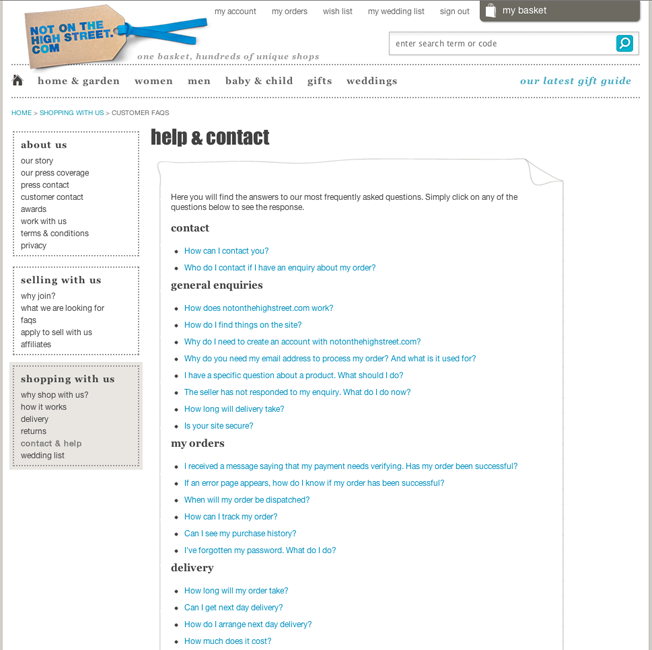 my account my orders wish list my wedding list sign out my basket
NOT ON THE
HIGH STREET.
COM
enter search term or code
one basket, hundreds of unique shops
home & garden women men baby & child gifts weddings our latest gift guide
HOME > SHOPPING WITH US > CUSTOMER FAQS
about us
our story
our press coverage
press contact
customer contact
awards
work with us
terms & conditions
privacy
selling with us
why join?
what we are looking for
faqs
apply to sell with us
affiliates
shopping with us
why shop with us?
how it works
delivery
returns
contact & help
wedding list
help & contact
Here you will find the answers to our most frequently asked questions. Simply click on any of the
questions below to see the response.
contact
How can I contact you?
Who do I contact if I have an enquiry about my order?
general enquiries
How does notonthehighstreet.com work?
How do I find things on the site?
Why do I need to create an account with notonthehighstreet.com?
Why do you need my email address to process my order? And what is it used for?
I have a specific question about a product. What should I do?
The seller has not responded to my enquiry. What do I do now?
How long will delivery take?
Is your site secure?
my orders
I received a message saying that my payment needs verifying. Has my order been successful?
If an error page appears, how do I know if my order has been successful?
When will my order be dispatched?
How can I track my order?
Can I see my purchase history?
I've forgotten my password. What do I do?
delivery
How long will my order take?
Can I get next day delivery?
How do I arrange next day delivery?
How much does it cost?